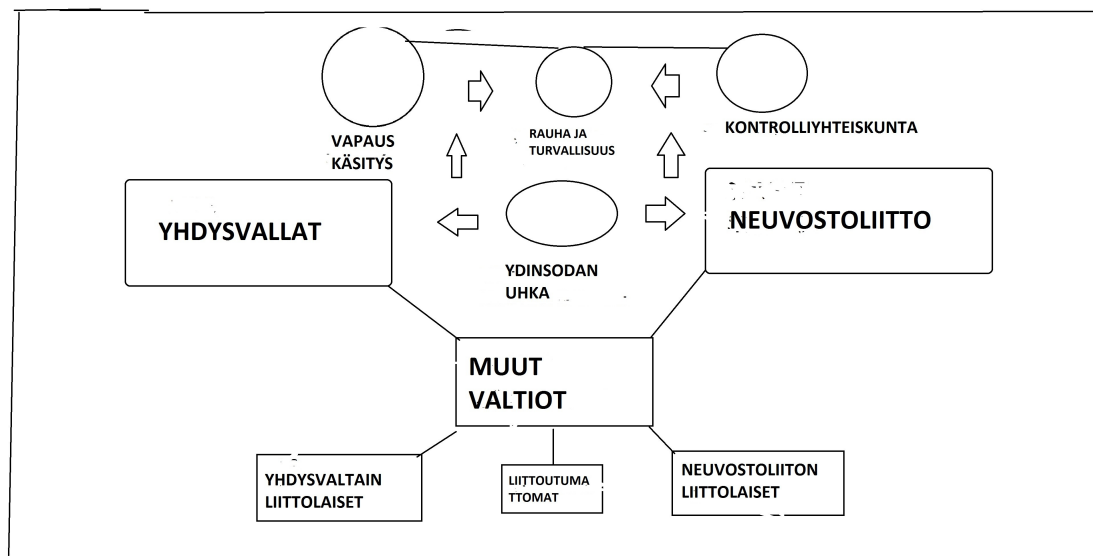 VAPAUS
KÄSITYS
RAUHA JA
TURVALLISUUS
KONTROLLIYHTEISKUNTA
YHDYSVALLAT
NEUVOSTOLIITTO
YDINSODAN
UHKA
MUUT
VALTIOT
YHDYSVALTAIN
LIITTOLAISET
LIITTOUTUMA
TTOMAT
NEUVOSTOLIITON
LIITTOLAISET